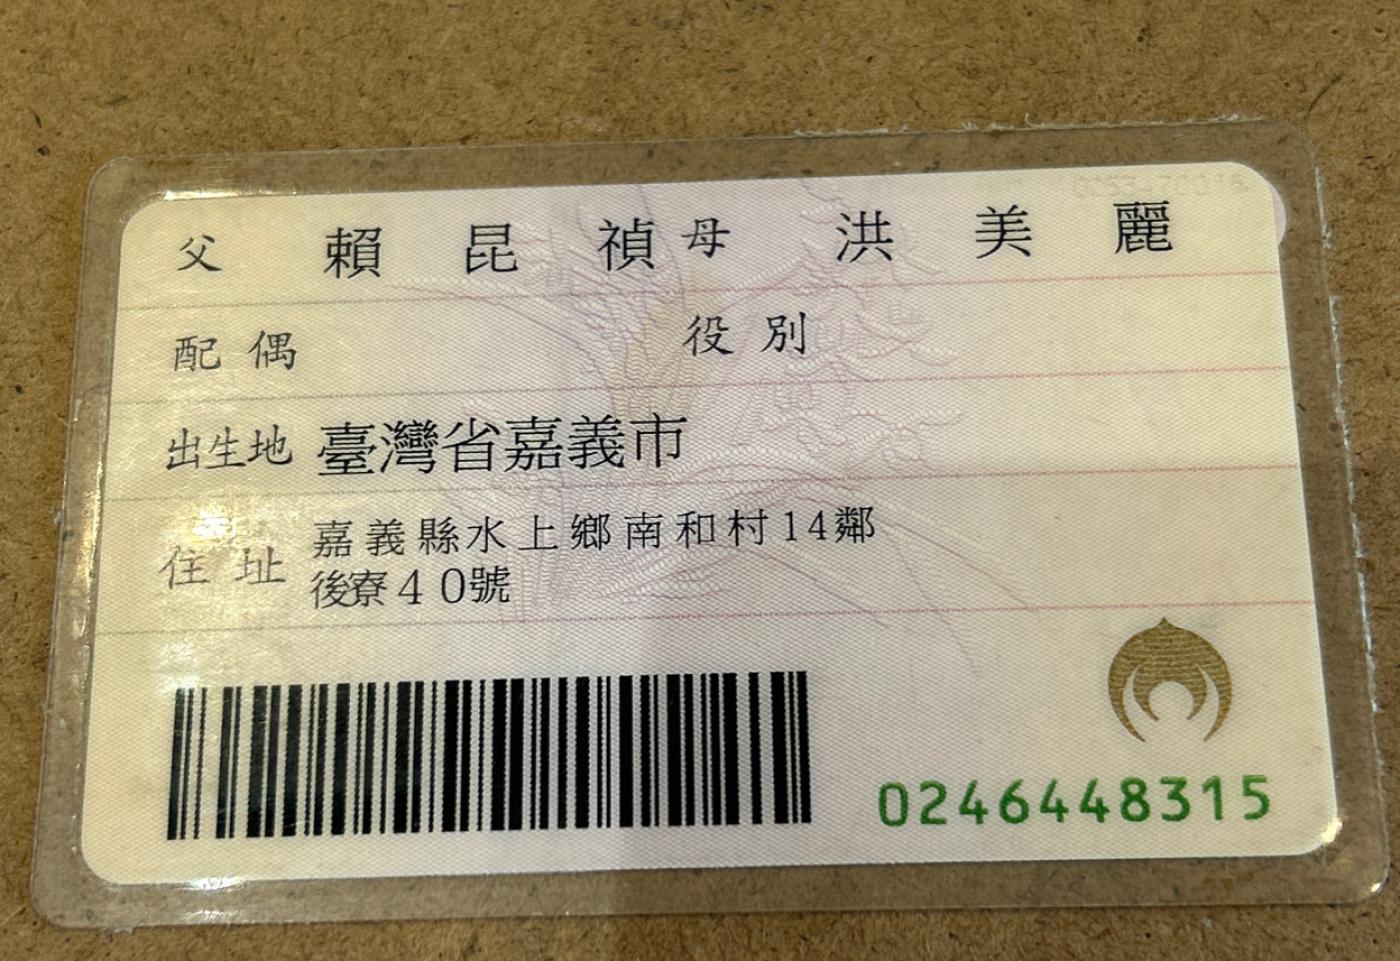 父 賴昆禎 母 洪美麗
配偶 役別
出生地 臺灣省嘉義市
住址 嘉義縣水上鄉南和村14鄰
後寮40號
0246448315